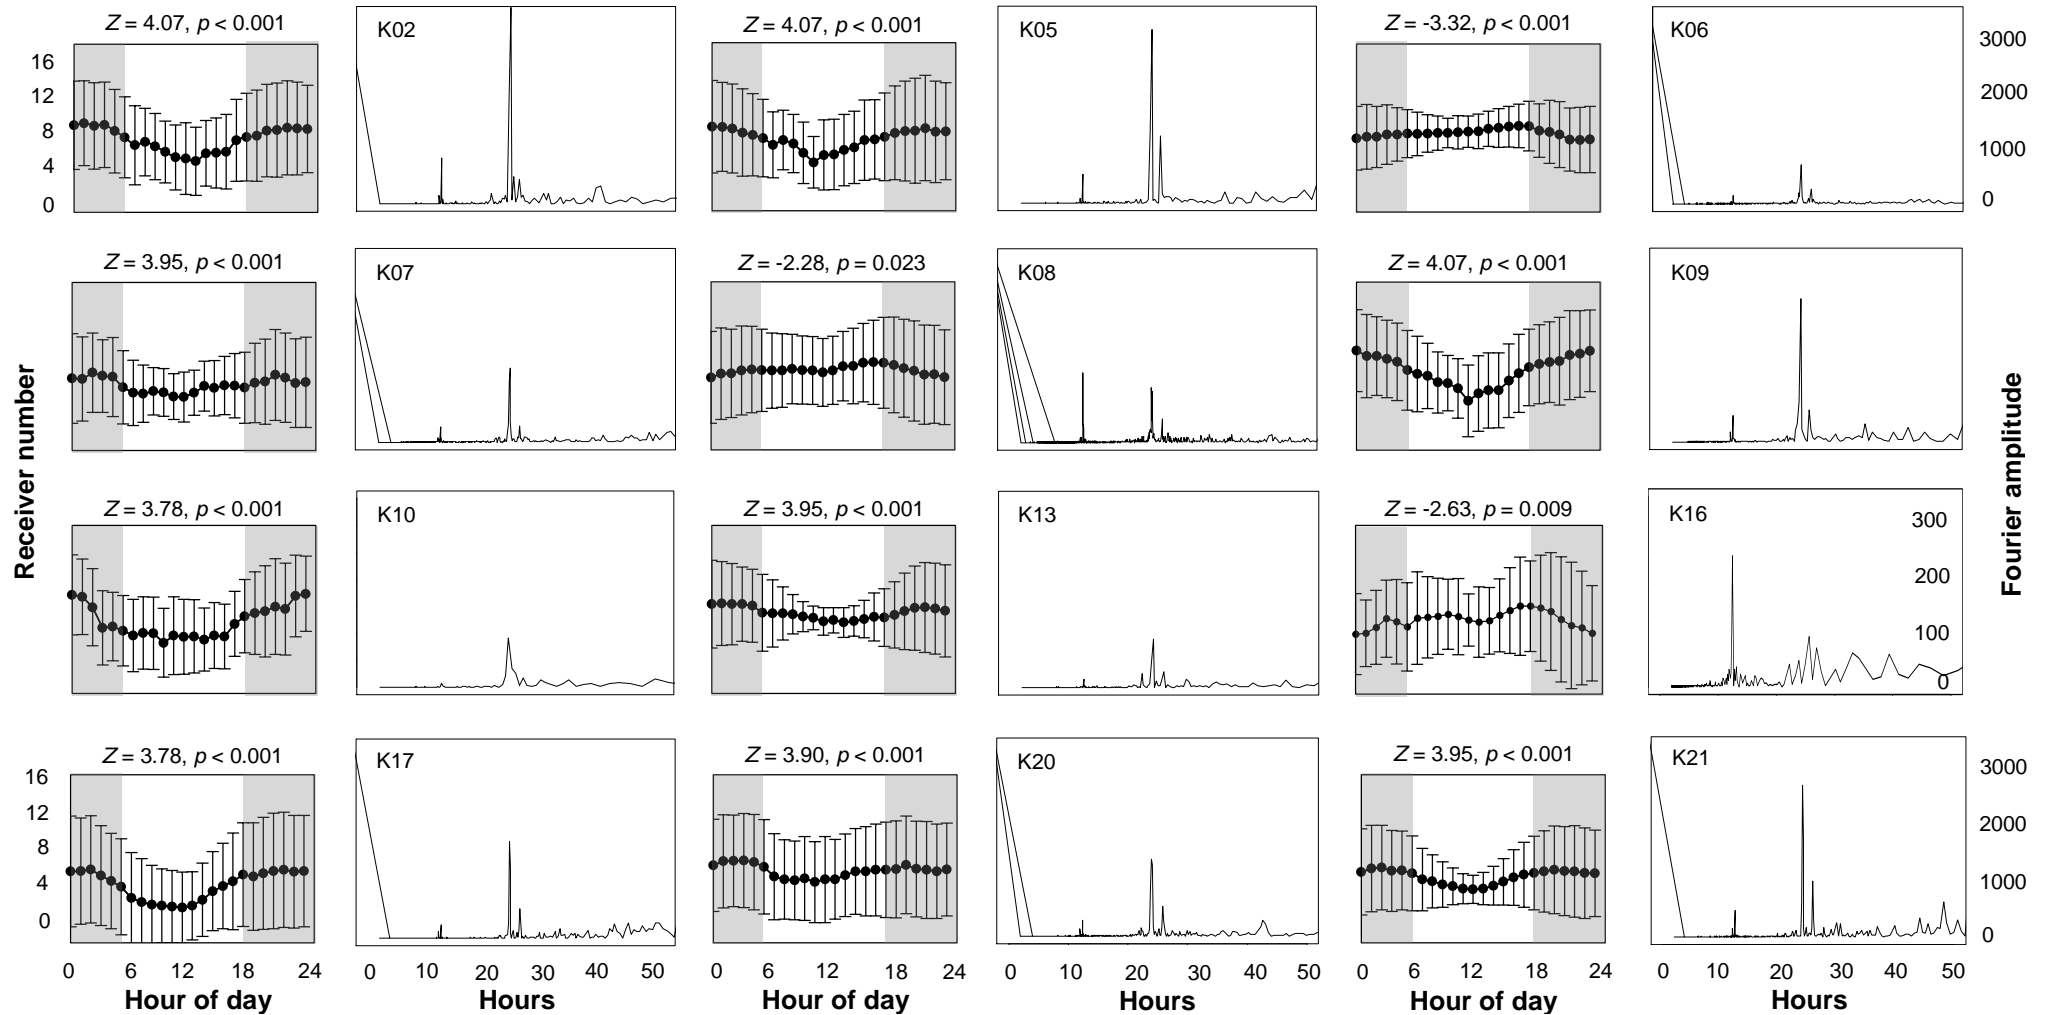 Z = 4.07, p < 0.001
K02
Z = 4.07, p < 0.001
K05
Z = -3.32, p < 0.001
K06
16
12
8
4
0
3000
2000
1000
0
Z = 3.95, p < 0.001
K07
Z = -2.28, p = 0.023
K08
Z = 4.07, p < 0.001
K09
Receiver number
Fourier amplitude
Z = 3.78, p < 0.001
K10
Z = 3.95, p < 0.001
K13
Z = -2.63, p = 0.009
K16
300
200
100
0
Z = 3.78, p < 0.001
K17
Z = 3.90, p < 0.001
K20
Z = 3.95, p < 0.001
K21
16
12
8
4
0
3000
2000
1000
0
0 6 12 18 24
0 10 20 30 40 50
0 6 12 18 24
0 10 20 30 40 50
0 6 12 18 24
0 10 20 30 40 50
Hour of day
Hours
Hour of day
Hours
Hour of day
Hours